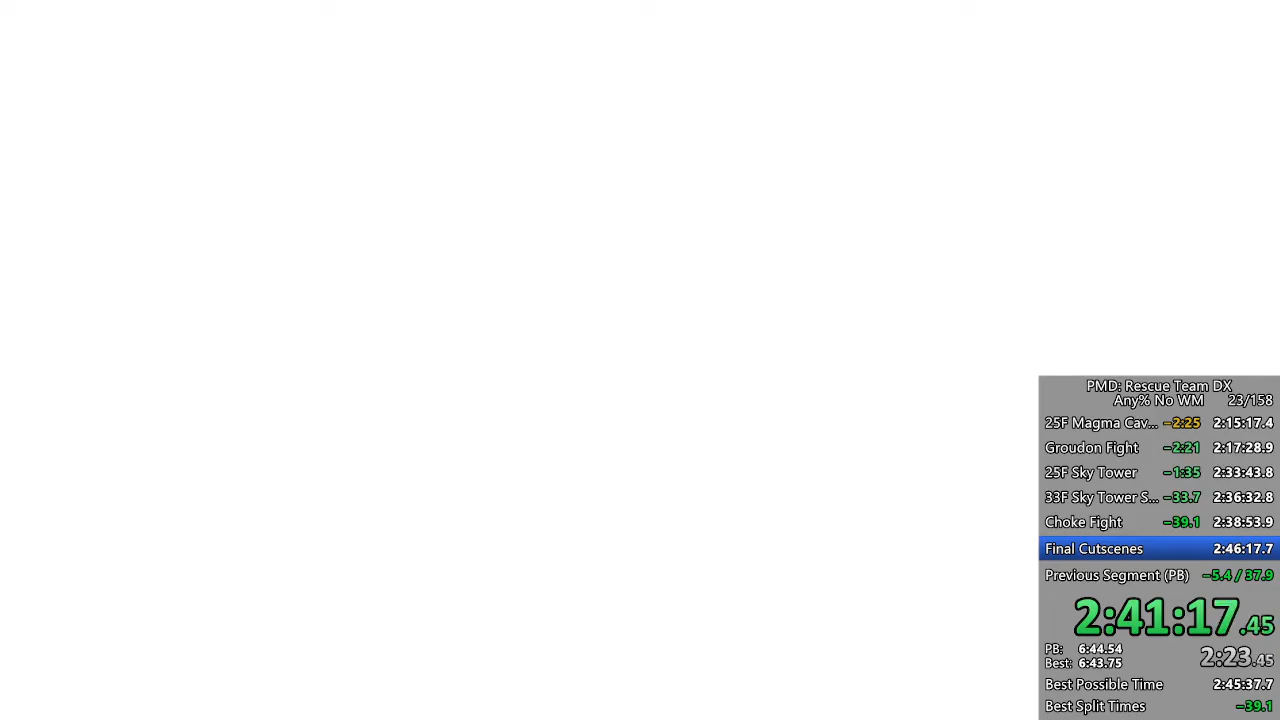 PMD: Rescue Team DX
Any% No WM 23/158
25F Magma Cav... −2:25 2:15:17.4
Groudon Fight −2:21 2:17:28.9
25F Sky Tower −1:35 2:33:43.8
33F Sky Tower S... −33.7 2:36:32.8
Choke Fight −39.1 2:38:53.9
Final Cutscenes 2:46:17.7
Previous Segment (PB) −5.4 / 37.9
2:41:17.45
PB: 6:44.54
Best: 6:43.75
2:23.45
Best Possible Time 2:45:37.7
Best Split Times −39.1